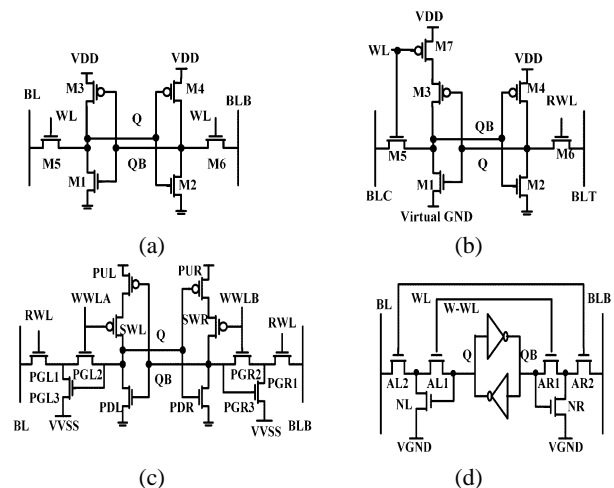 VDD VDD
BL M3 M4 BLB
WL Q WL
M5 QB M6
M1 M2
(a)
VDD
WL M7 VDD
M3 M4
RWL
QB
M5 Q M6
M1 M2
BLC Virtual GND BLT
(b)
PUL PUR
WWLA WWLB
RWL SWL Q SWR RWL
PGL1 PGL2 QB PGR2 PGR1
PGL3 PDL PDR PGR3
BL VVSS VVSS BLB
(c)
BL BLB
WL W-WL
Q QB
AL2 AL1 AR1 AR2
NL NR
VGND VGND
(d)